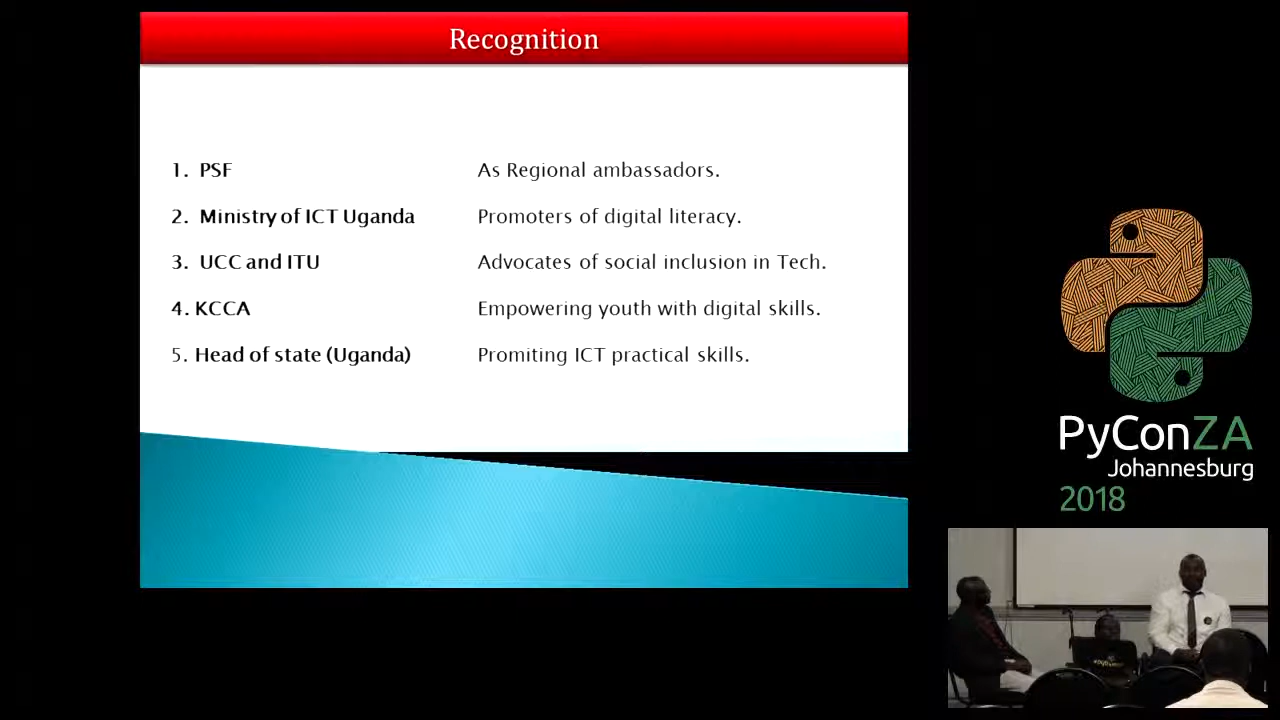 Recognition
1. PSF As Regional ambassadors.
2. Ministry of ICT Uganda Promoters of digital literacy.
3. UCC and ITU Advocates of social inclusion in Tech.
4. KCCA Empowering youth with digital skills.
5. Head of state (Uganda) Promiting ICT practical skills.
PyConZA
Johannesburg
2018